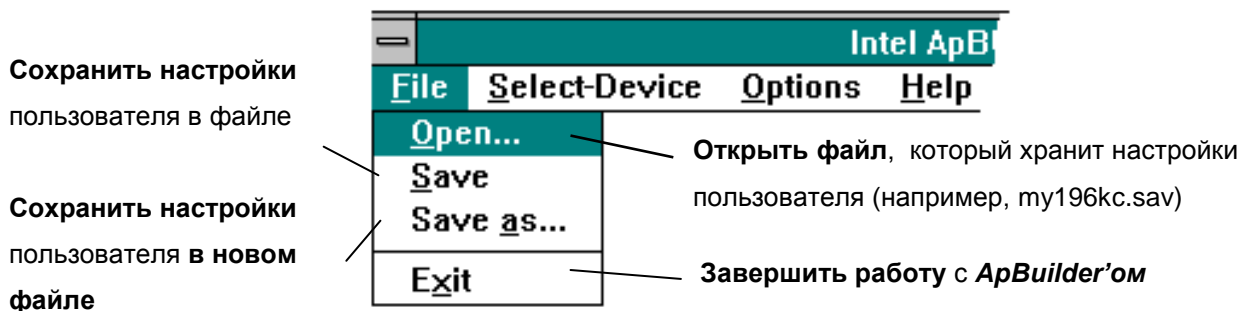 Intel ApB
File Select-Device Options Help
Сохранить настройки
пользователя в файле
Open...
Открыть файл, который хранит настройки
пользователя (например, my196kc.sav)
Save
Сохранить настройки
пользователя в новом
файле
Save as...
Exit
Завершить работу с ApBuilder’ом